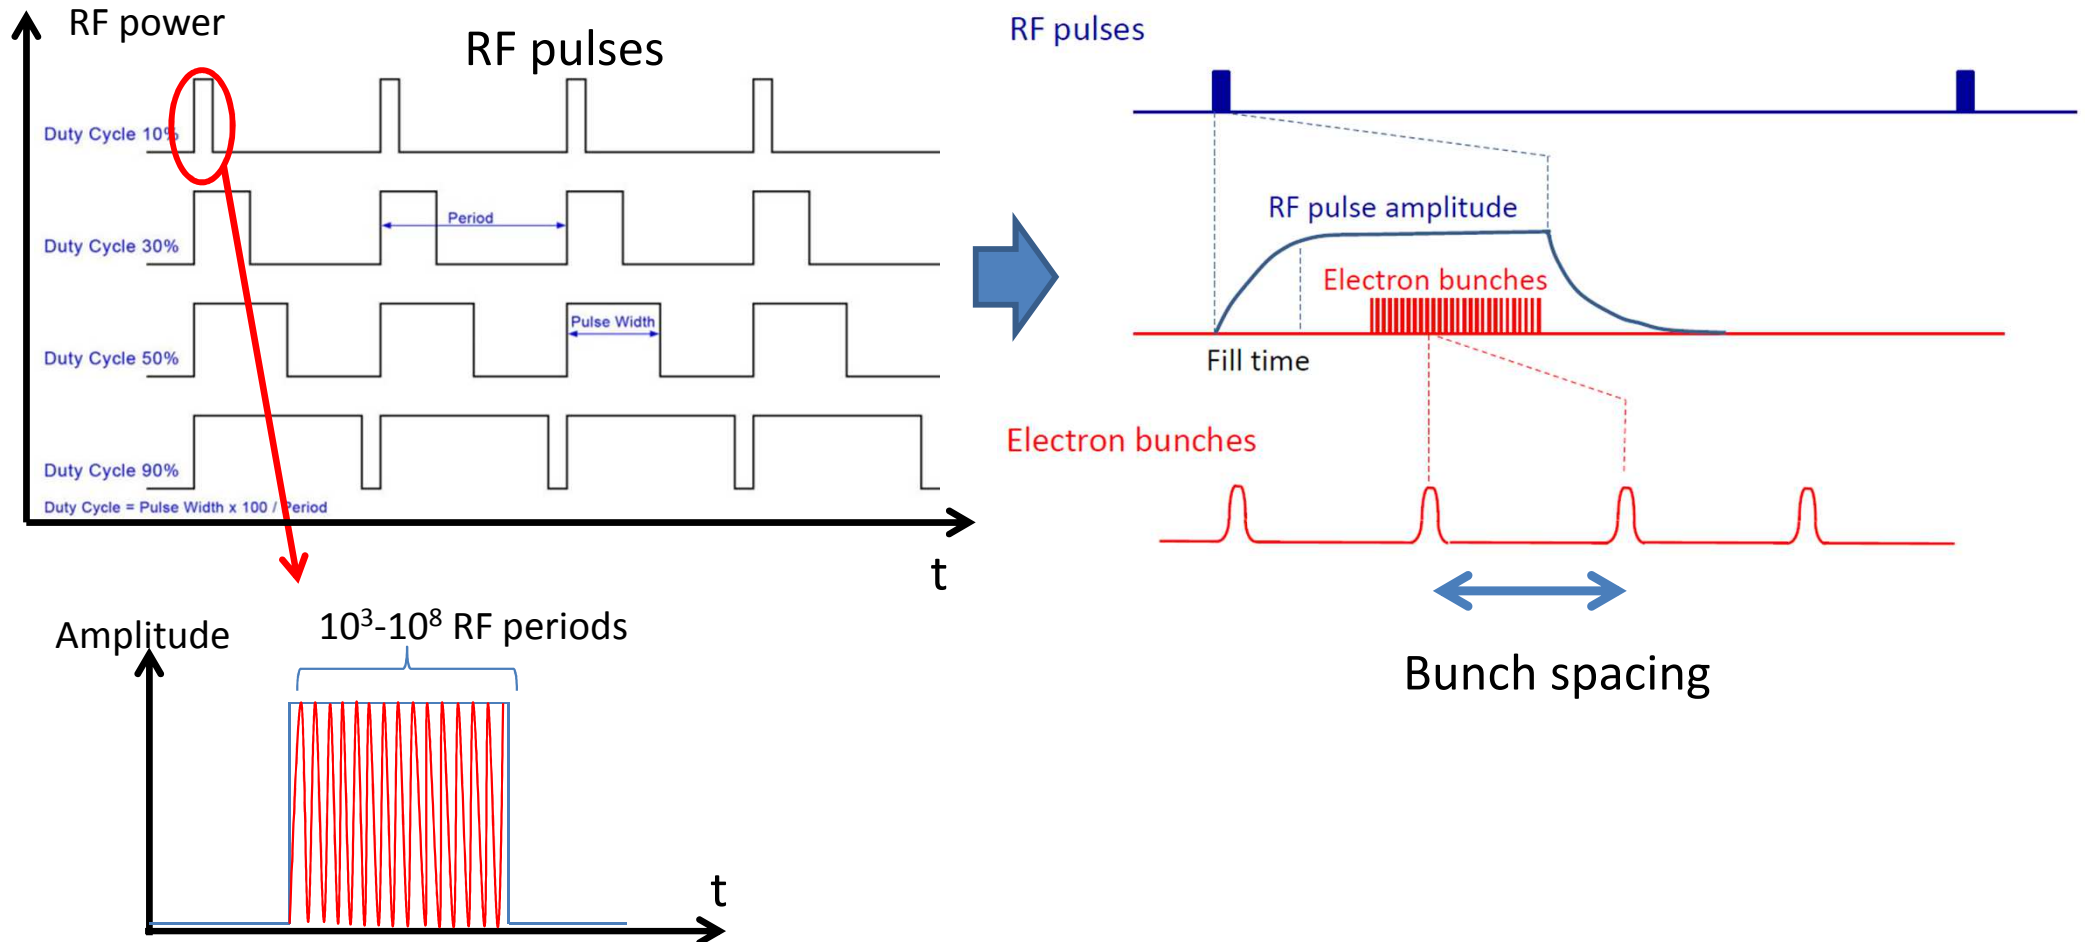 RF power
RF pulses
Duty Cycle 10%
Duty Cycle 30%
Period
Duty Cycle 50%
Pulse Width
Duty Cycle 90%
Duty Cycle = Pulse Width x 100 / Period
t
Amplitude
10³-10⁸ RF periods
t
RF pulses
RF pulse amplitude
Electron bunches
Fill time
Electron bunches
Bunch spacing